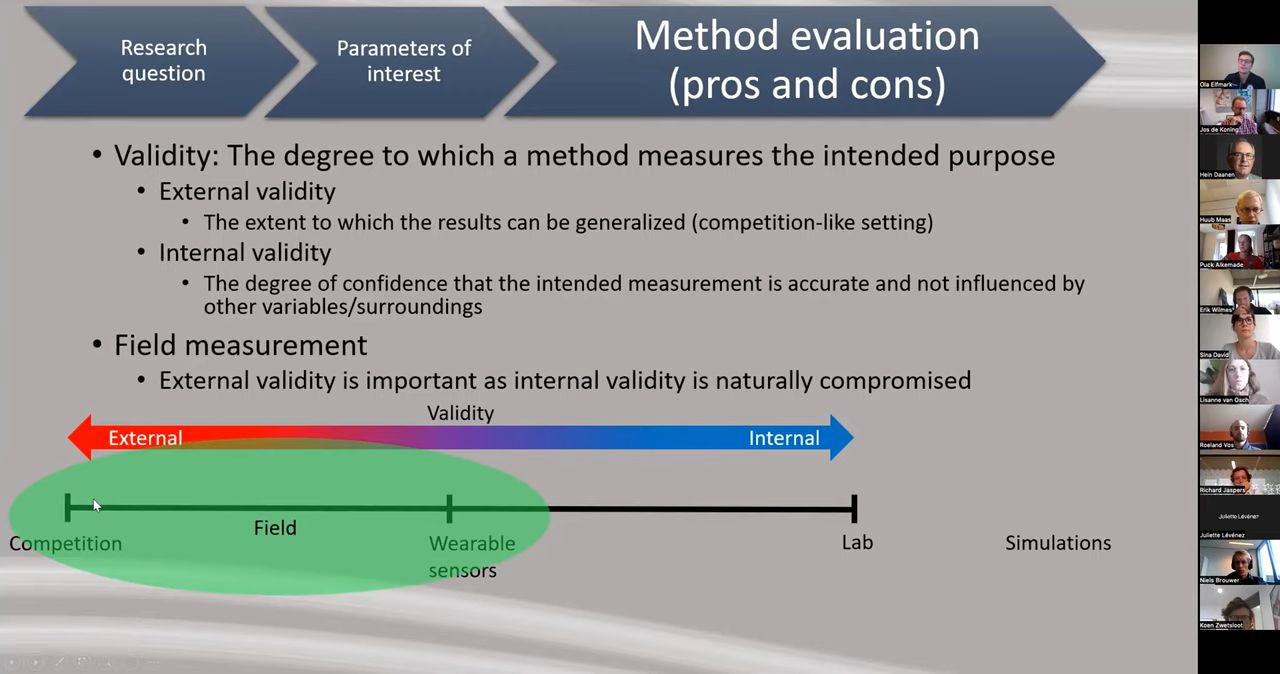 Research
question
Parameters of
interest
Method evaluation
(pros and cons)
• Validity: The degree to which a method measures the intended purpose
• External validity
• The extent to which the results can be generalized (competition-like setting)
• Internal validity
• The degree of confidence that the intended measurement is accurate and not influenced by
other variables/surroundings
• Field measurement
• External validity is important as internal validity is naturally compromised
Validity
External
Internal
Field
Competition
Wearable
sensors
Lab
Simulations
Ola Elfmark
Jos de Koning
Hein Daanen
Huub Maas
Puck Alkemade
Erik Wilmes
Sina David
Lisanne van Osch
Roeland Vos
Richard Jaspers
Juliette Lévénez
Juliette Lévénez
Niels Brouwer
Koen Zwetsloot